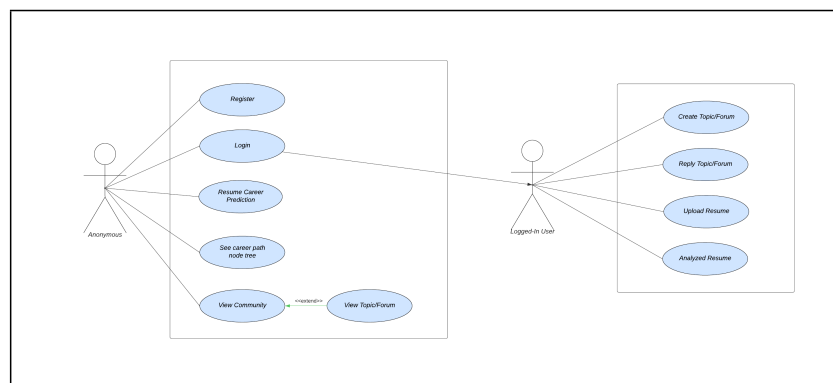 Register
Login
Resume Career
Prediction
See career path
node tree
View Community
<<extend>>
View Topic/Forum
Anonymous
Logged-In User
Create Topic/Forum
Reply Topic/Forum
Upload Resume
Analyzed Resume